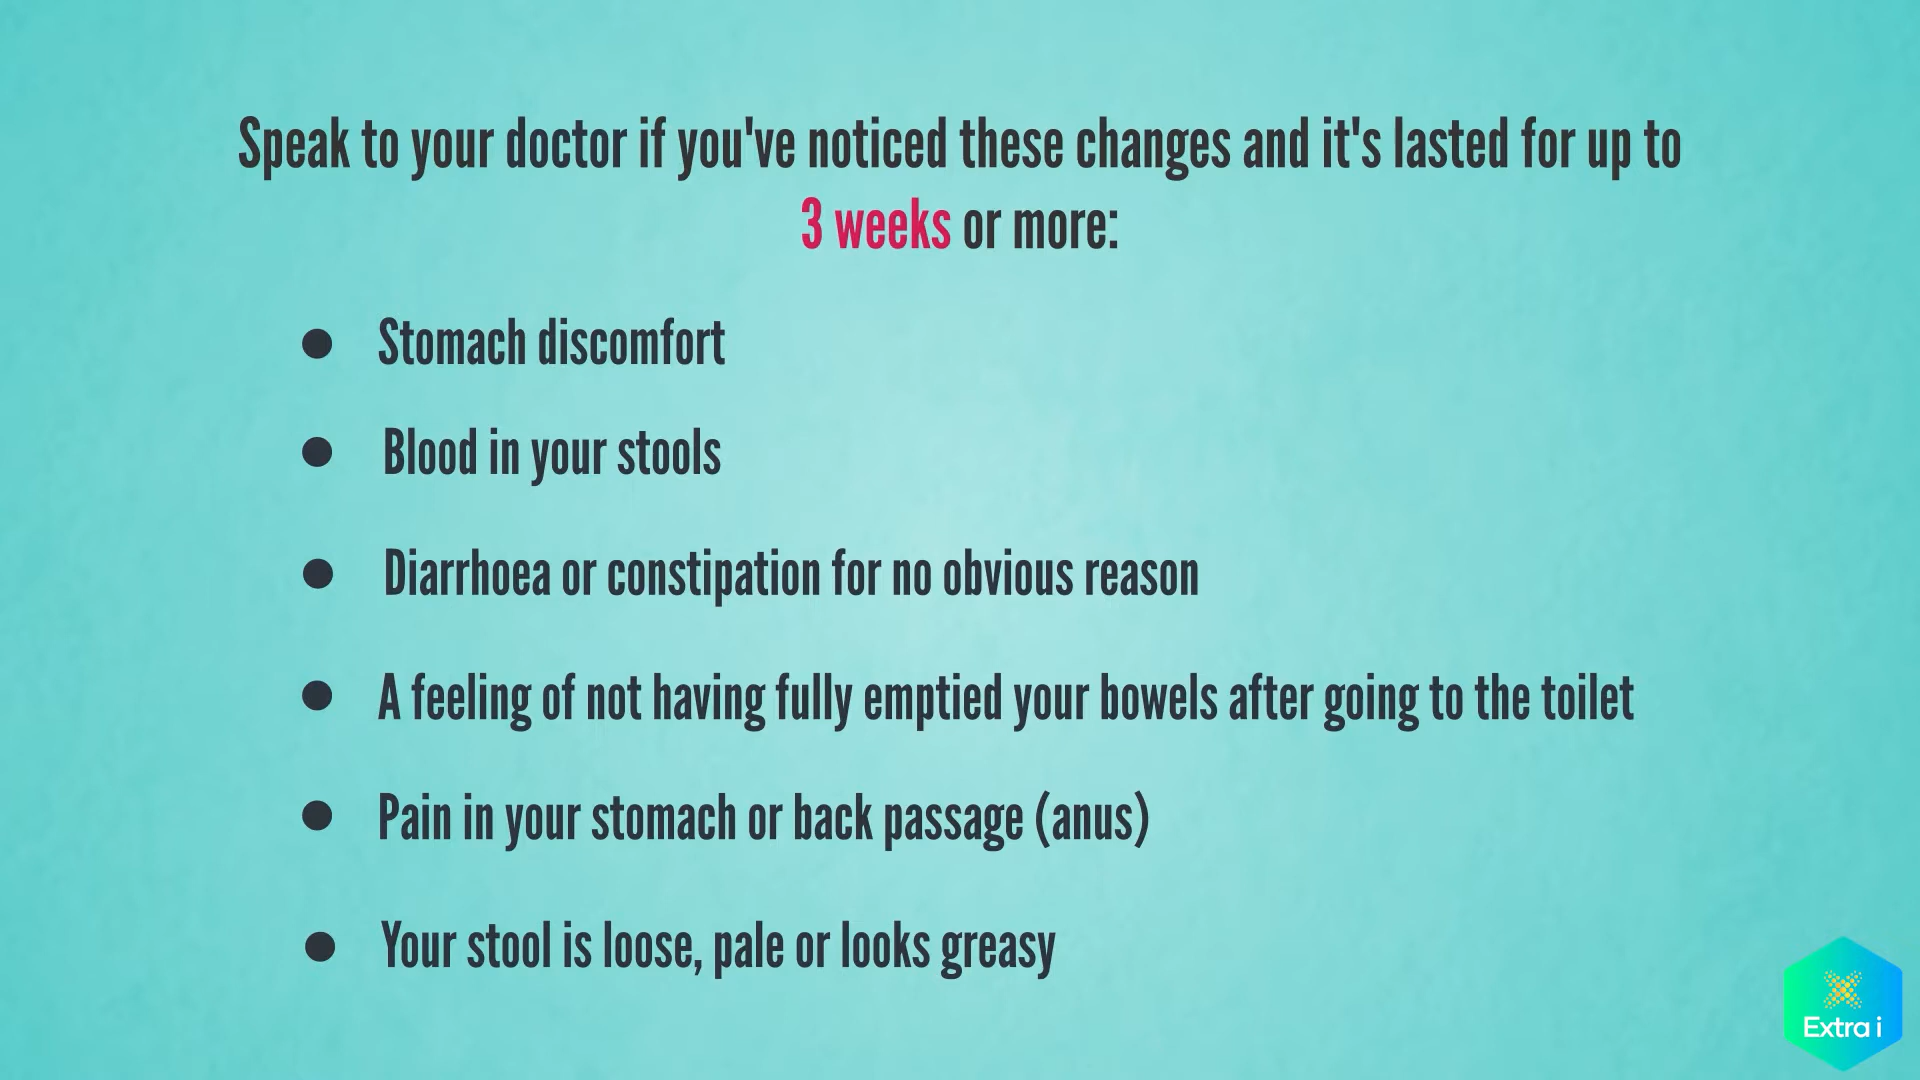 Speak to your doctor if you've noticed these changes and it's lasted for up to
3 weeks or more:
● Stomach discomfort
● Blood in your stools
● Diarrhoea or constipation for no obvious reason
● A feeling of not having fully emptied your bowels after going to the toilet
● Pain in your stomach or back passage (anus)
● Your stool is loose, pale or looks greasy
Extra i